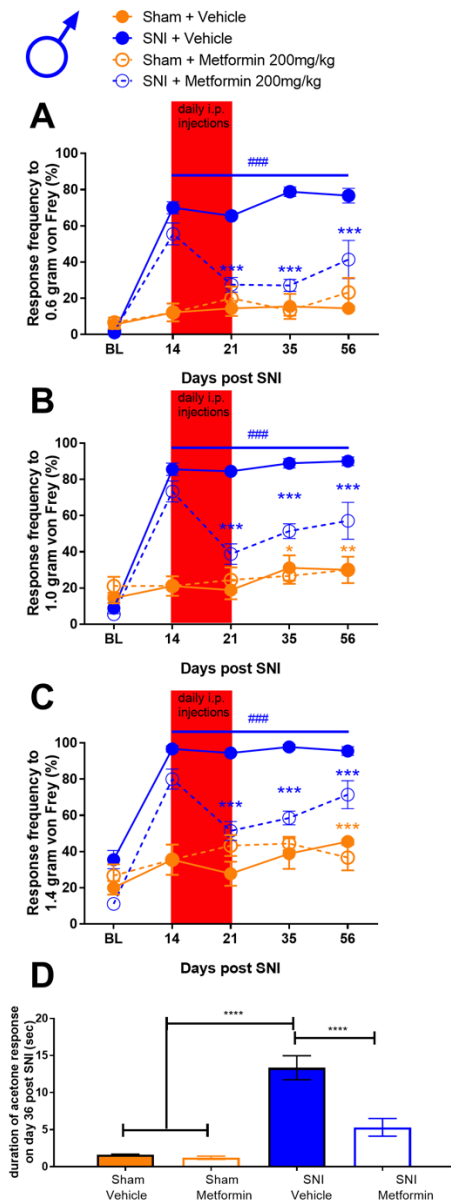 Sham + Vehicle
SNI + Vehicle
Sham + Metformin 200mg/kg
SNI + Metformin 200mg/kg
A
daily i.p.
injections
###
***
***
***
Response frequency to
0.6 gram von Frey (%)
100
80
60
40
20
0
BL
14
21
35
56
Days post SNI
B
daily i.p.
injections
###
***
***
***
*
**
Response frequency to
1.0 gram von Frey (%)
100
80
60
40
20
0
BL
14
21
35
56
Days post SNI
C
daily i.p.
injections
###
***
***
***
***
Response frequency to
1.4 gram von Frey (%)
100
80
60
40
20
0
BL
14
21
35
56
Days post SNI
D
duration of acetone response
on day 36 post SNI (sec)
20
15
10
5
0
****
****
Sham
Vehicle
Sham
Metformin
SNI
Vehicle
SNI
Metformin